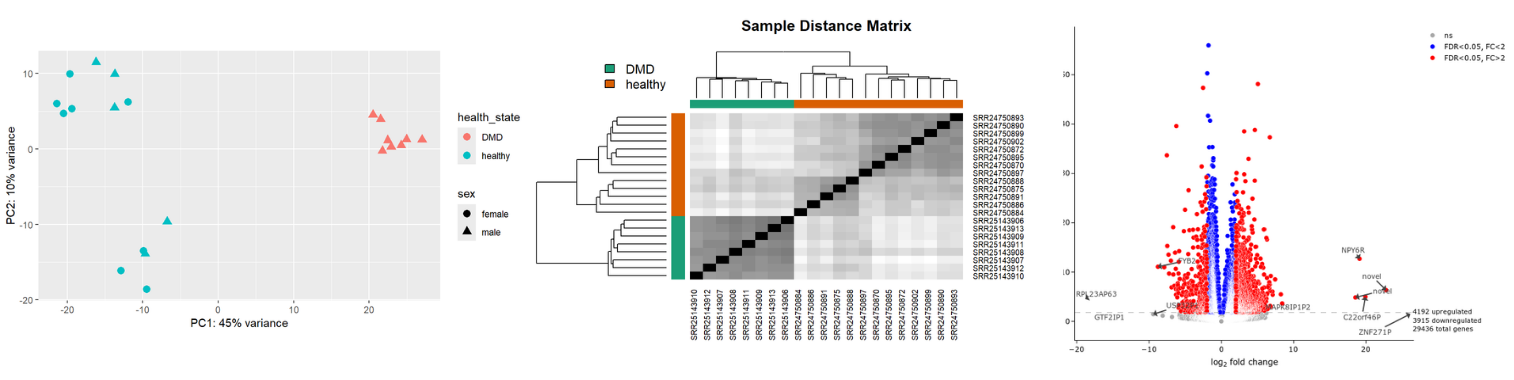 10
0
-10
-20
PC2: 10% variance
-20
-10
0
10
20
PC1: 45% variance
health_state
DMD
healthy
sex
female
male
Sample Distance Matrix
DMD
healthy
SRR24750893
SRR24750890
SRR24750899
SRR24750902
SRR24750872
SRR24750895
SRR24750870
SRR24750897
SRR24750888
SRR24750875
SRR24750891
SRR24750886
SRR24750884
SRR25143906
SRR25143913
SRR25143909
SRR25143911
SRR25143908
SRR25143907
SRR25143912
SRR25143910
SRR25143910
SRR25143912
SRR25143907
SRR25143908
SRR25143911
SRR25143909
SRR25143913
SRR25143906
SRR24750884
SRR24750886
SRR24750891
SRR24750875
SRR24750888
SRR24750897
SRR24750870
SRR24750895
SRR24750872
SRR24750902
SRR24750899
SRR24750890
SRR24750893
ns
FDR<0.05, FC<2
FDR<0.05, FC>2
NPY6R
novel
novel
RPL23AP63
GTF2IP1
C22orf46P
ZNF271P
4192 upregulated
3915 downregulated
29436 total genes
-20
-10
0
10
20
log2 fold change